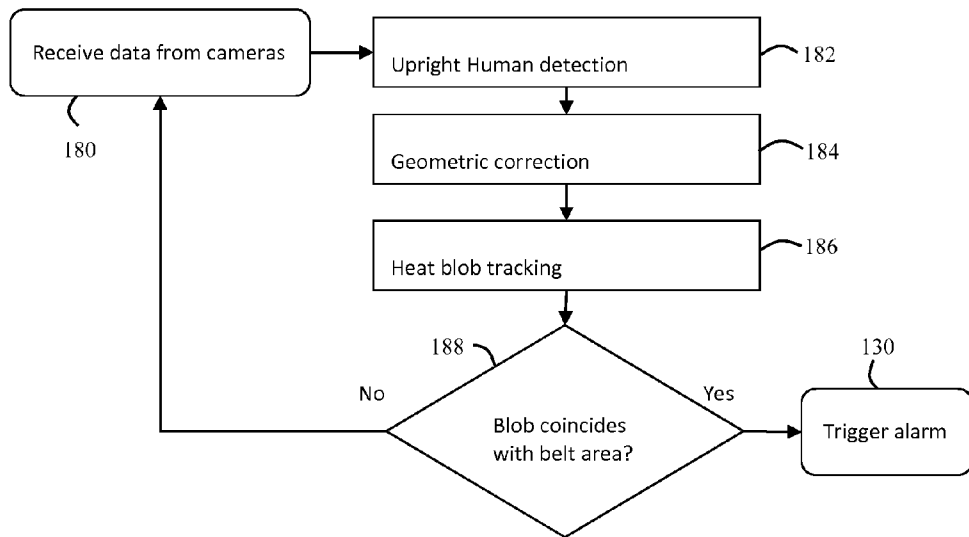 Receive data from cameras
180
Upright Human detection
182
Geometric correction
184
Heat blob tracking
186
188
No
Yes
Blob coincides
with belt area?
130
Trigger alarm